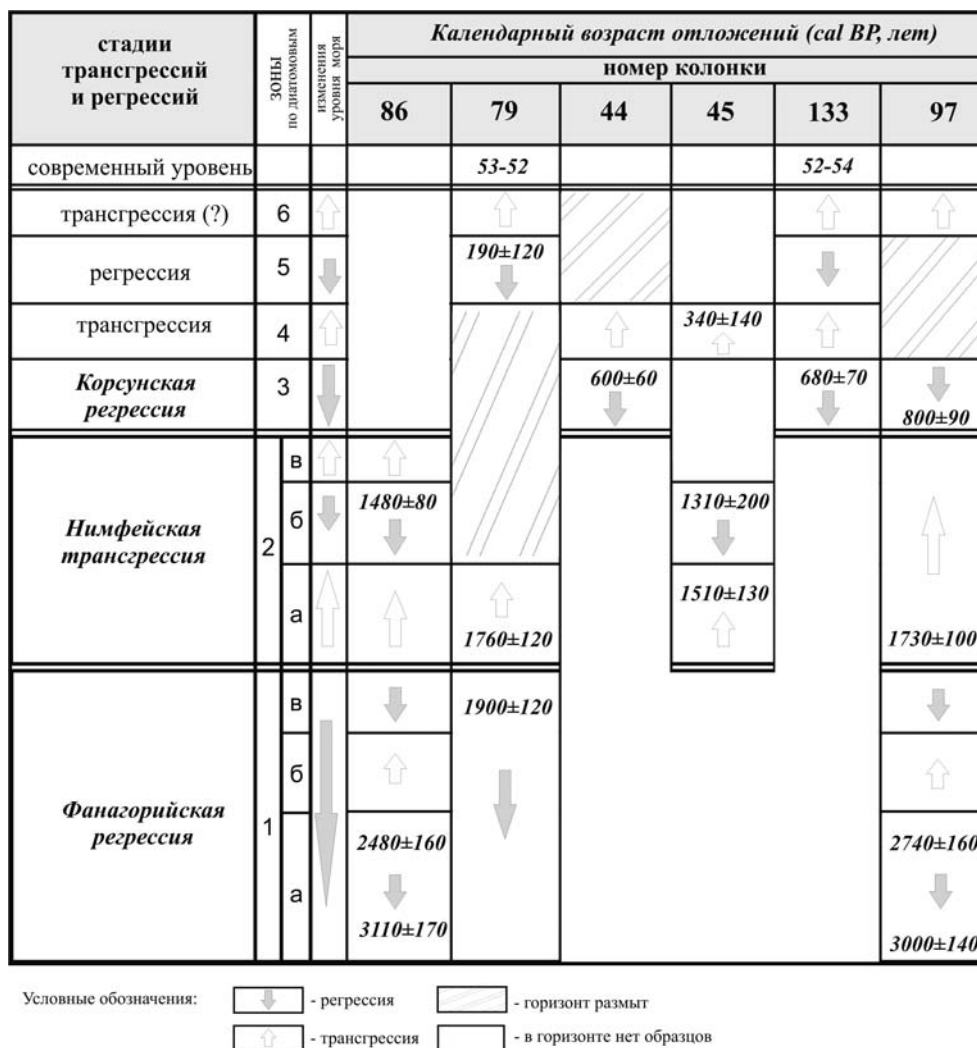 стадии
трансгрессий
и регрессий
ЗОНЫ
по диатомовым
изменения
уровня моря
Календарный возраст отложений (cal BP, лет)
номер колонки
86 79 44 45 133 97
современный уровень 53-52 52-54
трансгрессия (?) 6
регрессия 5 190±120
трансгрессия 4 340±140
Корсунская
регрессия
3 600±60 680±70
800±90
Нимфейская
трансгрессия
2
в
б 1480±80 1310±200
а 1510±130
1760±120 1730±100
Фанагорийская
регрессия
1
в 1900±120
б
а
2480±160 2740±160
3110±170 3000±140
Условные обозначения:
- регрессия
- горизонт размыт
- трансгрессия
- в горизонте нет образцов